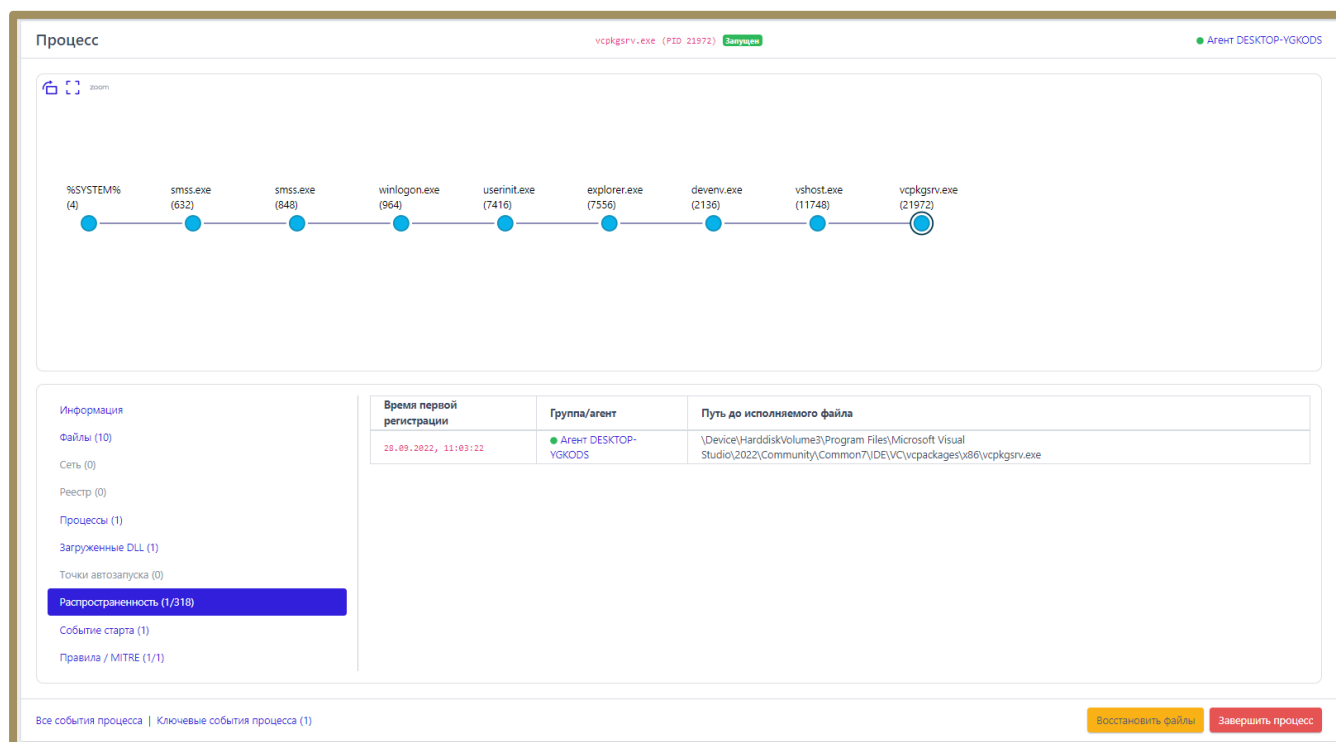 Процесс
vcpkgsrv.exe (PID 21972) Запущен
Агент DESKTOP-YGKODS
zoom
%SYSTEM% smss.exe smss.exe winlogon.exe userinit.exe explorer.exe devenv.exe vshost.exe vcpkgsrv.exe
(4) (632) (848) (964) (7416) (7556) (2136) (11748) (21972)
Информация
Файлы (10)
Сеть (0)
Реестр (0)
Процессы (1)
Загруженные DLL (1)
Точки автозапуска (0)
Распространенность (1/318)
Событие старта (1)
Правила / MITRE (1/1)
Время первой
регистрации
Группа/агент
Путь до исполняемого файла
28.09.2022, 11:03:22
Агент DESKTOP-
YGKODS
\Device\HarddiskVolume3\Program Files\Microsoft Visual
Studio\2022\Community\Common7\IDE\VC\vcpackages\x86\vcpkgsrv.exe
Все события процесса | Ключевые события процесса (1)
Восстановить файлы
Завершить процесс